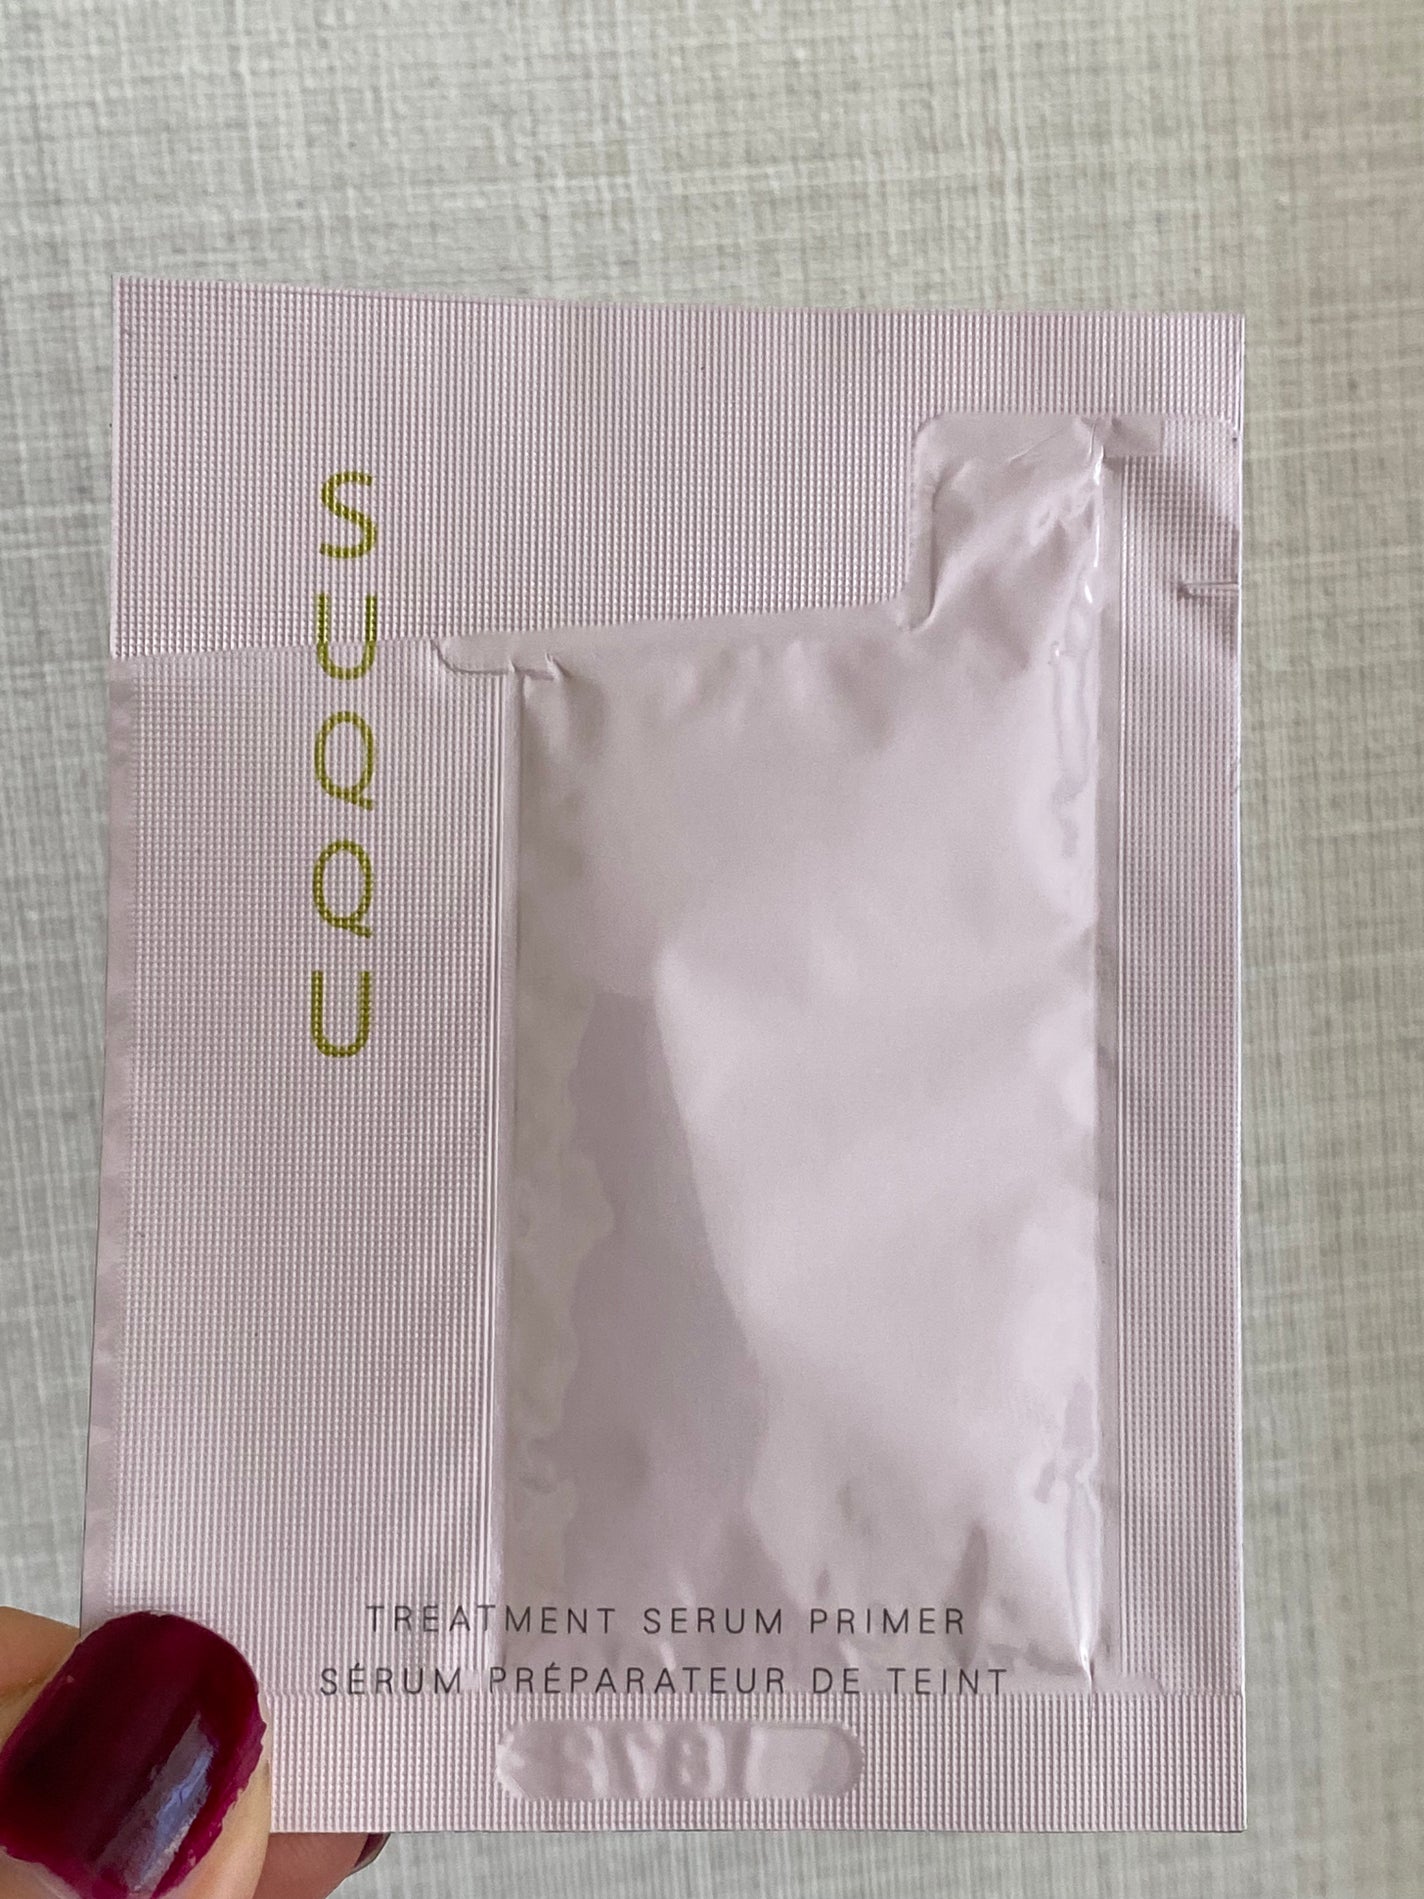 SUQQU
TREATMENT SERUM PRIMER
SÉRUM PRÉPARATEUR DE TEINT